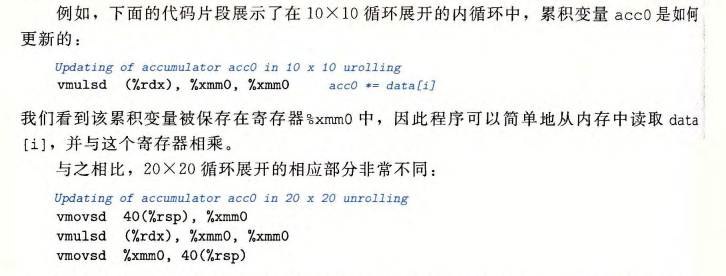 例如，下面的代码片段展示了在 10×10 循环展开的内循环中，累积变量 acc0 是如何
更新的：
Updating of accumulator acc0 in 10 x 10 urolling
vmulsd (%rdx), %xmm0, %xmm0 acc0 *= data[i]
我们看到该累积变量被保存在寄存器%xmm0 中，因此程序可以简单地从内存中读取 data
[i]，并与这个寄存器相乘。
与之相比，20×20 循环展开的相应部分非常不同：
Updating of accumulator acc0 in 20 x 20 unrolling
vmovsd 40(%rsp), %xmm0
vmulsd (%rdx), %xmm0, %xmm0
vmovsd %xmm0, 40(%rsp)